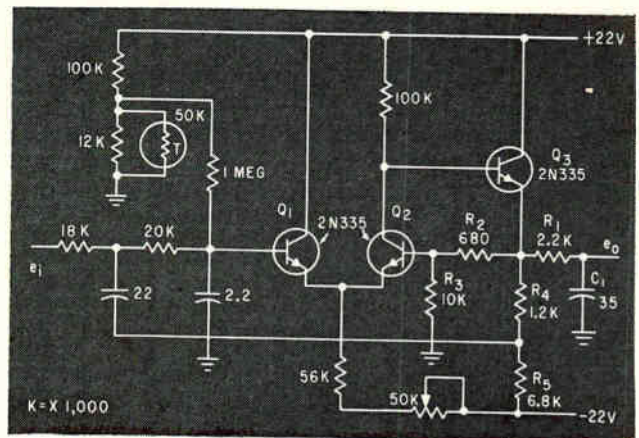 +22V
100K
50K
100K
12K
T
1 MEG
Q3
2N335
Q1
2N335
Q2
R2
680
R1
2.2K
eo
18K
20K
ei
22
2.2
R3
10K
R4
1.2K
C1
35
56K
50K
R5
6.8K
-22V
K=X 1,000